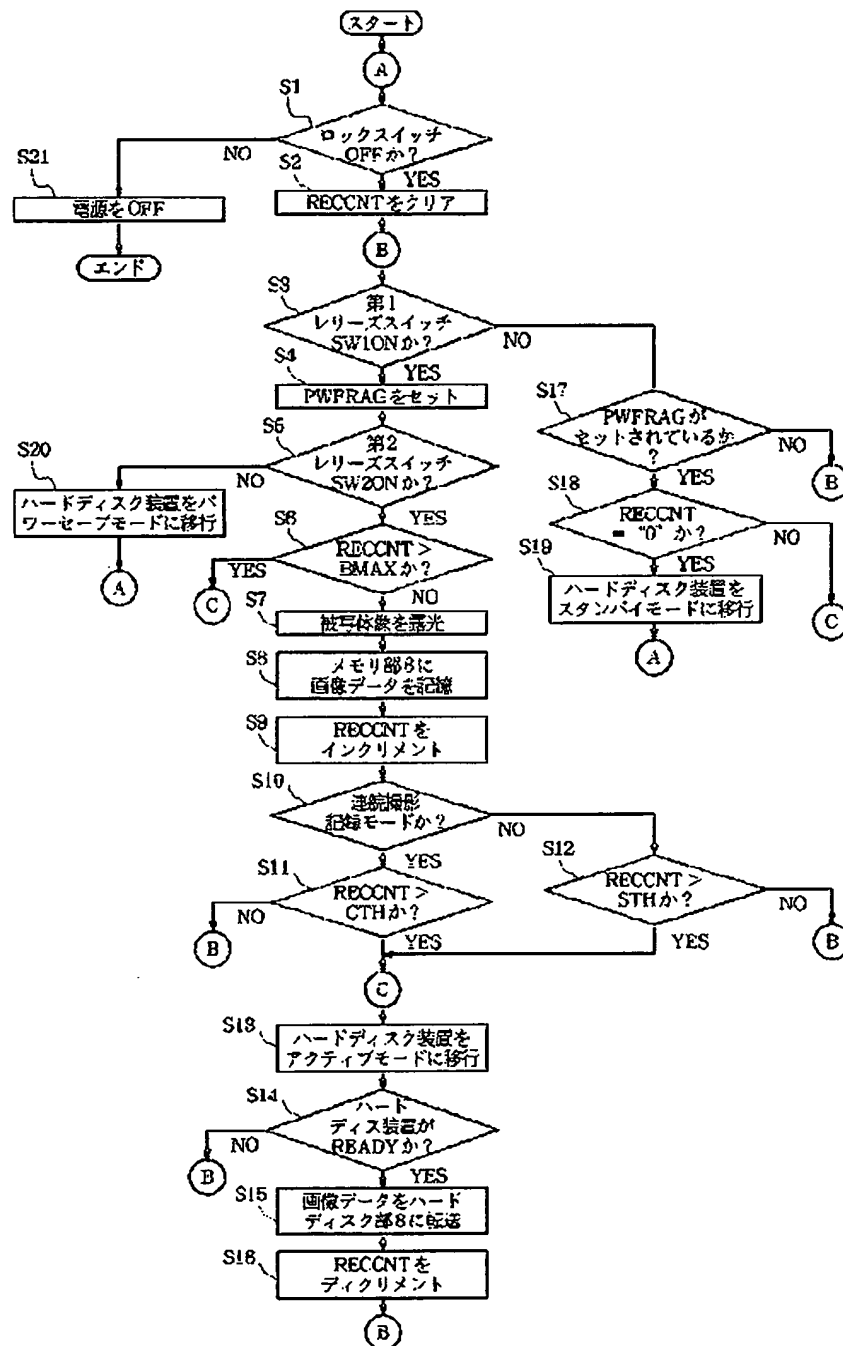 スタート
A
S1
ロックスイッチ
OFFか？
NO
YES
S21
電源をOFF
エンド
S2
RECCNTをクリア
B
S3
第1
レリーズスイッチ
SW1ONか？
NO
YES
S4
PWFRAGをセット
S5
第2
レリーズスイッチ
SW2ONか？
NO
YES
S20
ハードディスク装置をパ
ワーセーブモードに移行
A
S17
PWFRAGが
セットされているか
？
NO
B
YES
S18
RECCNT
= "0" か？
NO
C
YES
S19
ハードディスク装置を
スタンバイモードに移行
A
S6
RECCNT >
BMAXか？
YES
C
NO
S7
被写体像を露光
S8
メモリ部8に
画像データを記憶
S9
RECCNTを
インクリメント
S10
連続撮影
記録モードか？
NO
YES
S11
RECCNT >
CTHか？
NO
B
YES
S12
RECCNT >
STHか？
NO
B
YES
C
S13
ハードディスク装置を
アクティブモードに移行
S14
ハード
ディス装置が
READYか？
NO
B
YES
S15
画像データをハード
ディスク部8に転送
S16
RECCNTを
ディクリメント
B